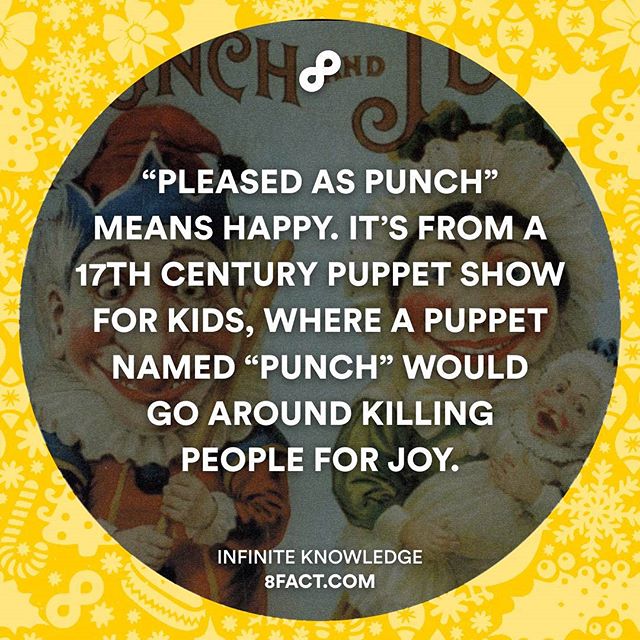 AND
"PLEASED AS PUNCH"
MEANS HAPPY. IT'S FROM A
17TH CENTURY PUPPET SHOW
FOR KIDS, WHERE A PUPPET
NAMED "PUNCH" WOULD
GO AROUND KILLING
PEOPLE FOR JOY.
INFINITE KNOWLEDGE
8FACT.COM